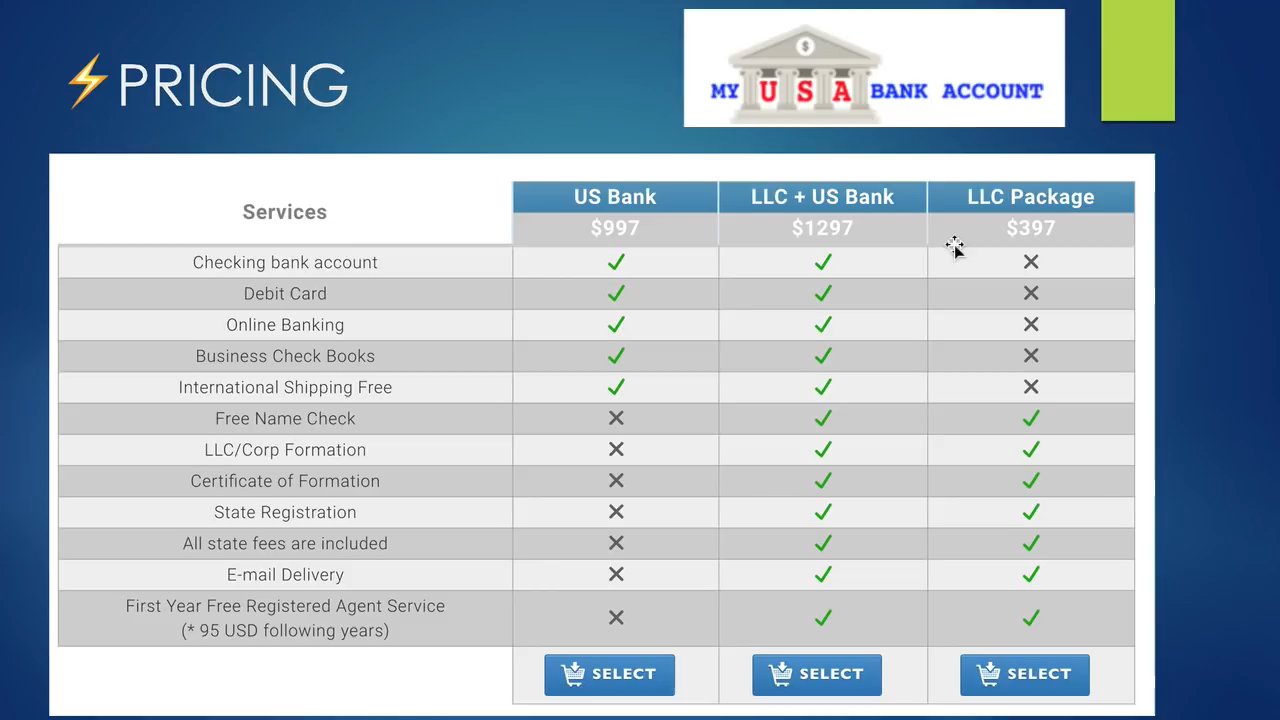 ⚡PRICING
$
MY USA BANK ACCOUNT
Services
US Bank LLC + US Bank LLC Package
$997 $1297 $397
Checking bank account ✓ ✓ ✕
Debit Card ✓ ✓ ✕
Online Banking ✓ ✓ ✕
Business Check Books ✓ ✓ ✕
International Shipping Free ✓ ✓ ✕
Free Name Check ✕ ✓ ✓
LLC/Corp Formation ✕ ✓ ✓
Certificate of Formation ✕ ✓ ✓
State Registration ✕ ✓ ✓
All state fees are included ✕ ✓ ✓
E-mail Delivery ✕ ✓ ✓
First Year Free Registered Agent Service
(* 95 USD following years) ✕ ✓ ✓
SELECT SELECT SELECT